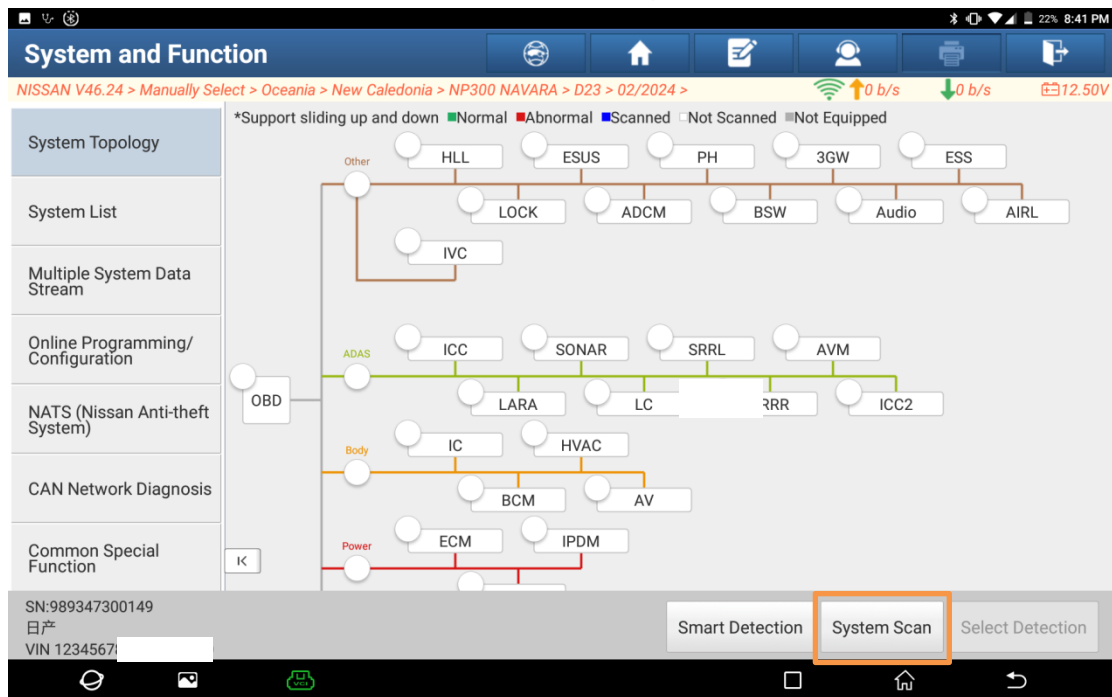 22% 8:41 PM
System and Function
NISSAN V46.24 > Manually Select > Oceania > New Caledonia > NP300 NAVARA > D23 > 02/2024 >
0 b/s
0 b/s
12.50V
System Topology
System List
Multiple System Data
Stream
Online Programming/
Configuration
NATS (Nissan Anti-theft
System)
CAN Network Diagnosis
Common Special
Function
*Support sliding up and down Normal Abnormal Scanned Not Scanned Not Equipped
Other
HLL
ESUS
PH
3GW
ESS
LOCK
ADCM
BSW
Audio
AIRL
IVC
OBD
ADAS
ICC
SONAR
SRRL
AVM
LARA
LC
RRR
ICC2
Body
IC
HVAC
BCM
AV
Power
ECM
IPDM
SN:989347300149
日产
VIN 1234567
Smart Detection
System Scan
Select Detection
VCI